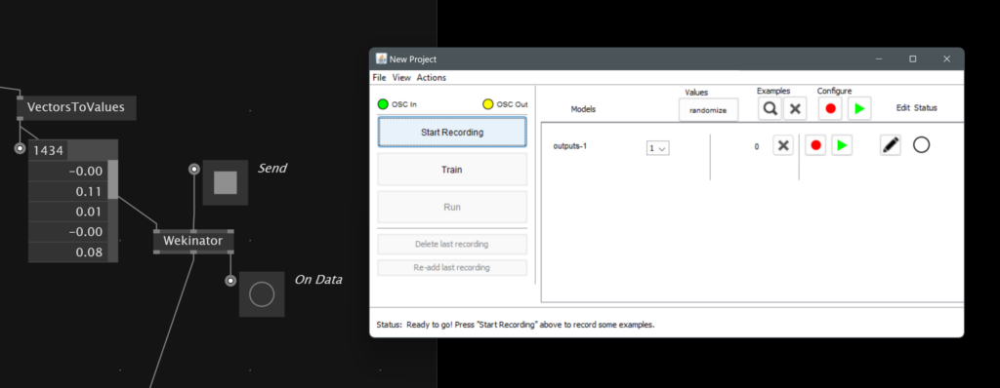 VectorsToValues
1434
-0.00
0.11
0.01
-0.00
0.08
Send
Wekinator
On Data
New Project
File View Actions
OSC In OSC Out
Start Recording
Train
Run
Delete last recording
Re-add last recording
Models
Values
randomize
Examples
Configure
Edit Status
outputs-1
1
0
Status: Ready to go! Press "Start Recording" above to record some examples.